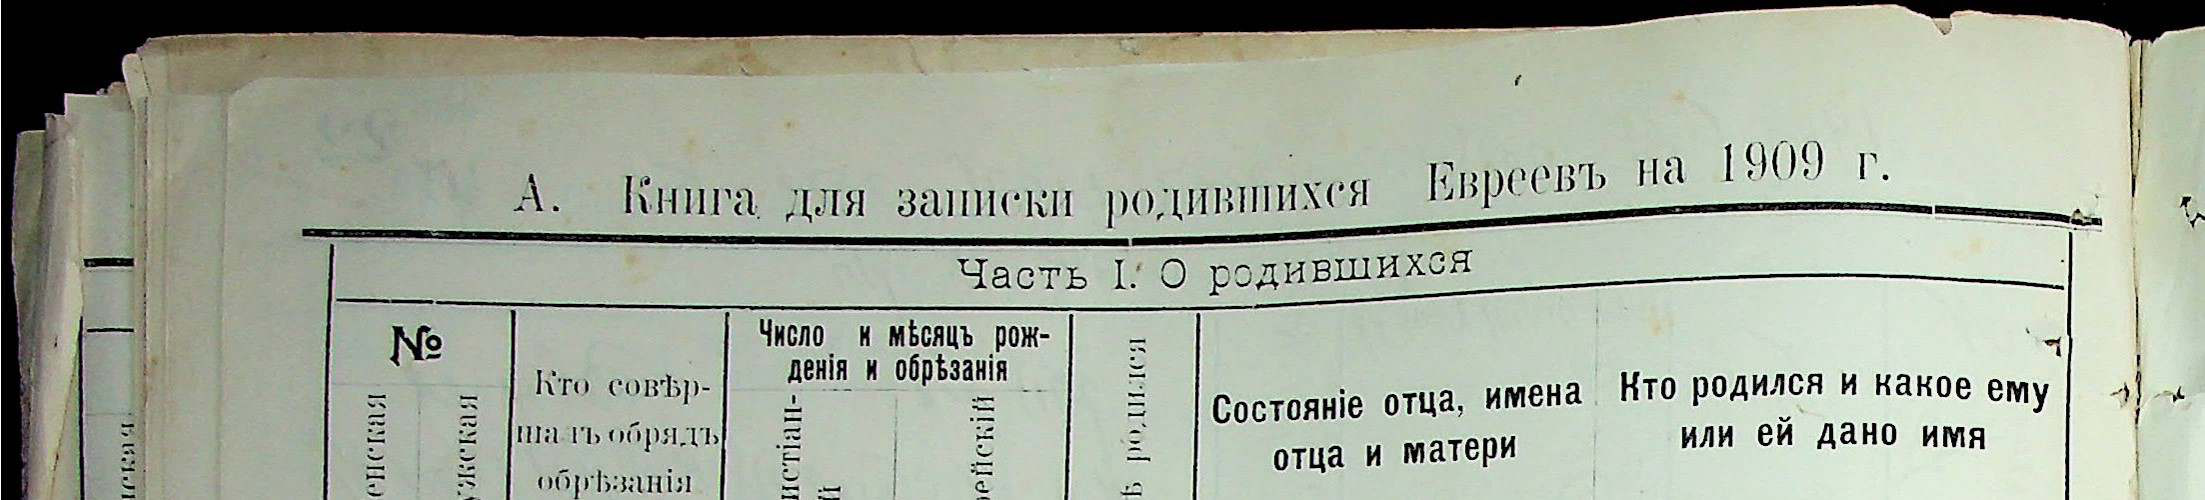 А. Книга для записки родившихся Евреевъ на 1909 г.
Часть I. О родившихся
№
Кто совѣр-
шалъ обрядъ
обрѣзанія
Число и мѣсяцъ рож-
денія и обрѣзанія
родился
Состояніе отца, имена
отца и матери
Кто родился и какое ему
или ей дано имя